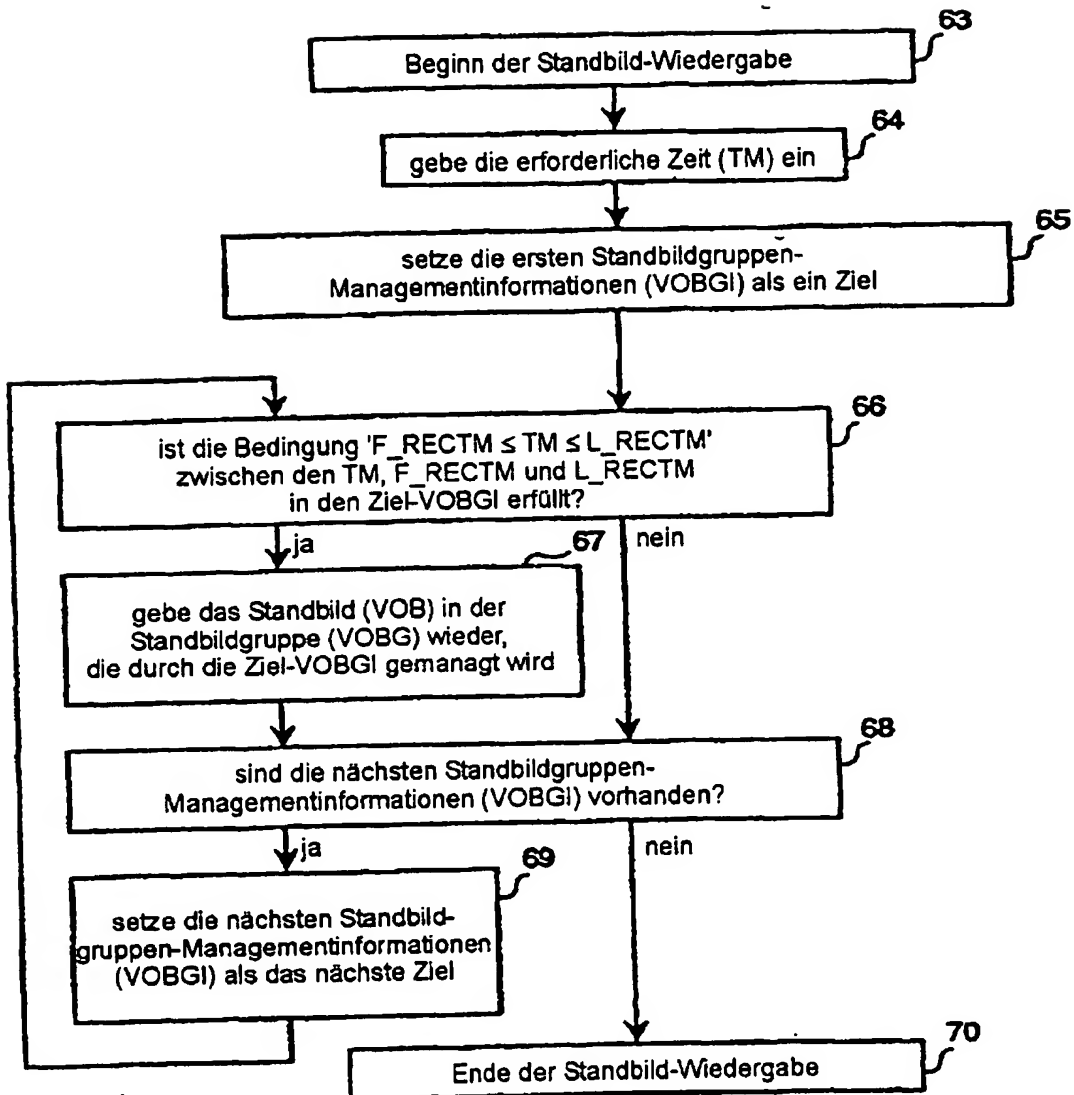 63
Beginn der Standbild-Wiedergabe
64
gebe die erforderliche Zeit (TM) ein
65
setze die ersten Standbildgruppen-
Managementinformationen (VOBGI) als ein Ziel
66
ist die Bedingung 'F_RECTM ≤ TM ≤ L_RECTM'
zwischen den TM, F_RECTM und L_RECTM
in den Ziel-VOBGI erfüllt?
ja
nein
67
gebe das Standbild (VOB) in der
Standbildgruppe (VOBG) wieder,
die durch die Ziel-VOBGI gemanagt wird
68
sind die nächsten Standbildgruppen-
Managementinformationen (VOBGI) vorhanden?
ja
nein
69
setze die nächsten Standbild-
gruppen-Managementinformationen
(VOBGI) als das nächste Ziel
70
Ende der Standbild-Wiedergabe